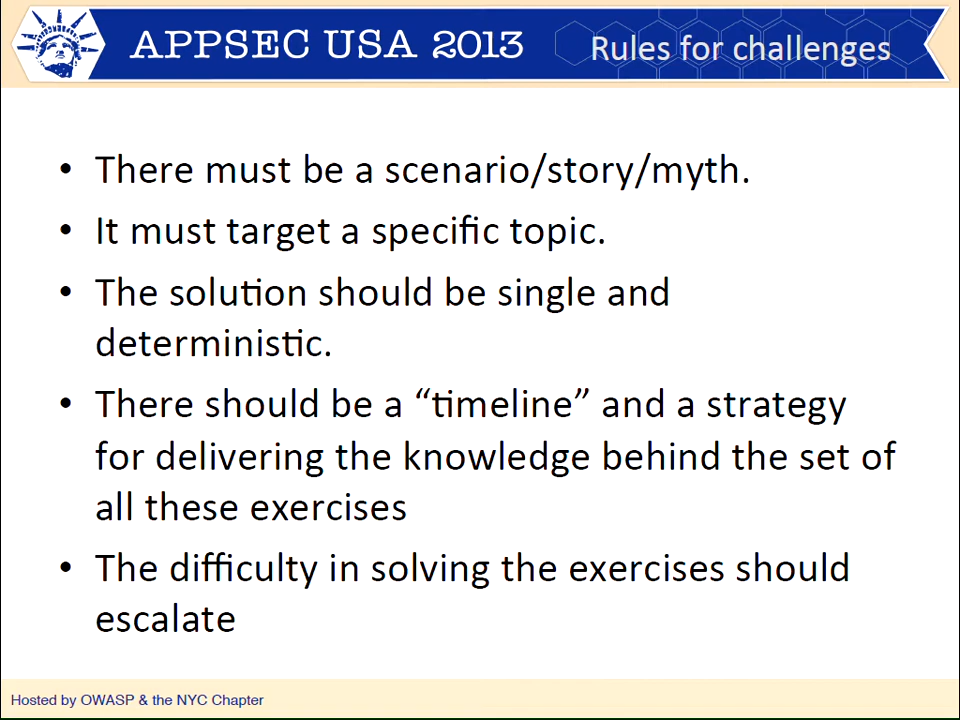 APPSEC USA 2013
Rules for challenges
• There must be a scenario/story/myth.
• It must target a specific topic.
• The solution should be single and
deterministic.
• There should be a “timeline” and a strategy
for delivering the knowledge behind the set of
all these exercises
• The difficulty in solving the exercises should
escalate
Hosted by OWASP & the NYC Chapter